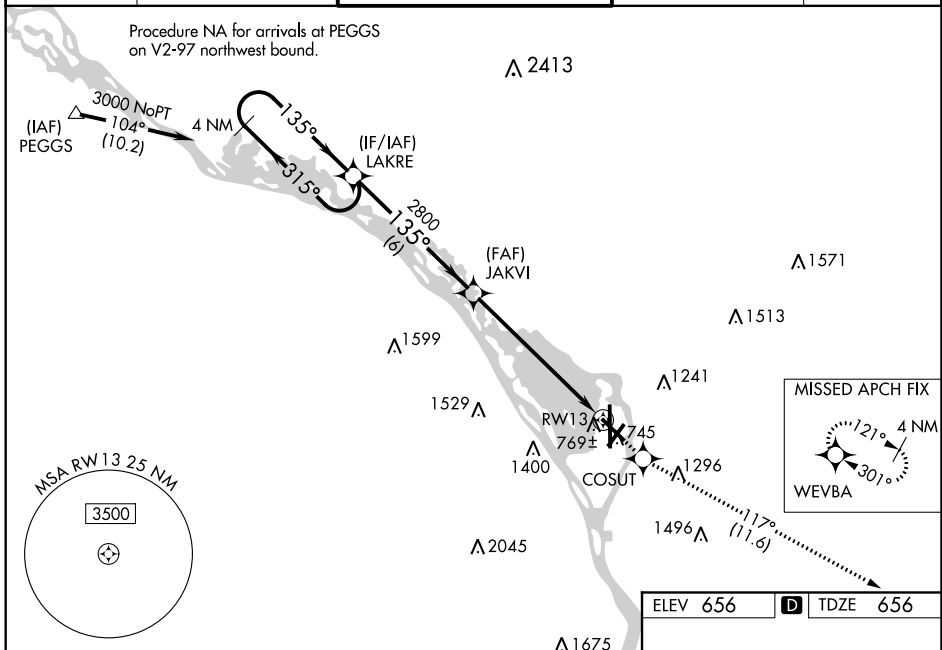 Procedure NA for arrivals at PEGGS
on V2-97 northwest bound.
2413
3000 NoPT
104°
(10.2)
(IAF)
PEGGS
4 NM
135°
315°
(IF/IAF)
LAKRE
2800
135°
(6)
(FAF)
JAKVI
1571
1513
1599
1241
1529
RW13
769±
745
1400
COSUT
1296
MISSED APCH FIX
121°
4 NM
301°
WEVBA
MSA RW13 25 NM
3500
117°
(11.6)
1496
2045
ELEV 656
D
TDZE 656
1675